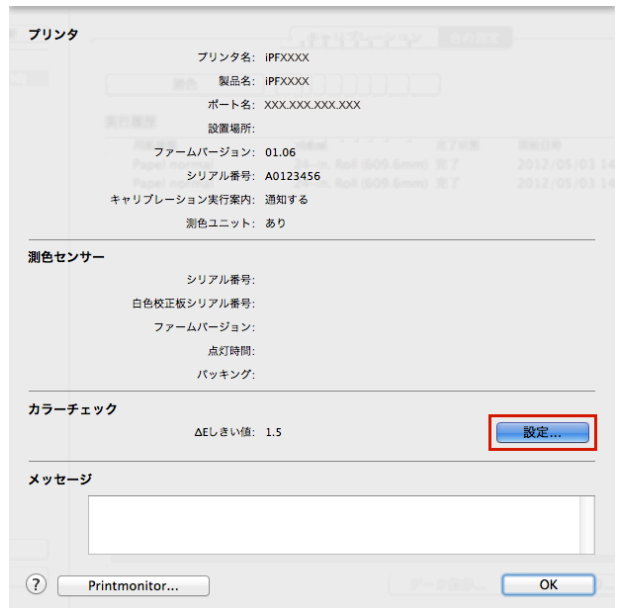 プリンタ
プリンタ名: iPFXXXX
製品名: iPFXXXX
ポート名: XXX.XXX.XXX.XXX
設置場所:
ファームバージョン: 01.06
シリアル番号: A0123456
キャリブレーション実行案内: 通知する
測色ユニット: あり
測色センサー
シリアル番号:
白色校正板シリアル番号:
ファームバージョン:
点灯時間:
バッキング:
カラーチェック
ΔEしきい値: 1.5
設定...
メッセージ
? Printmonitor... OK